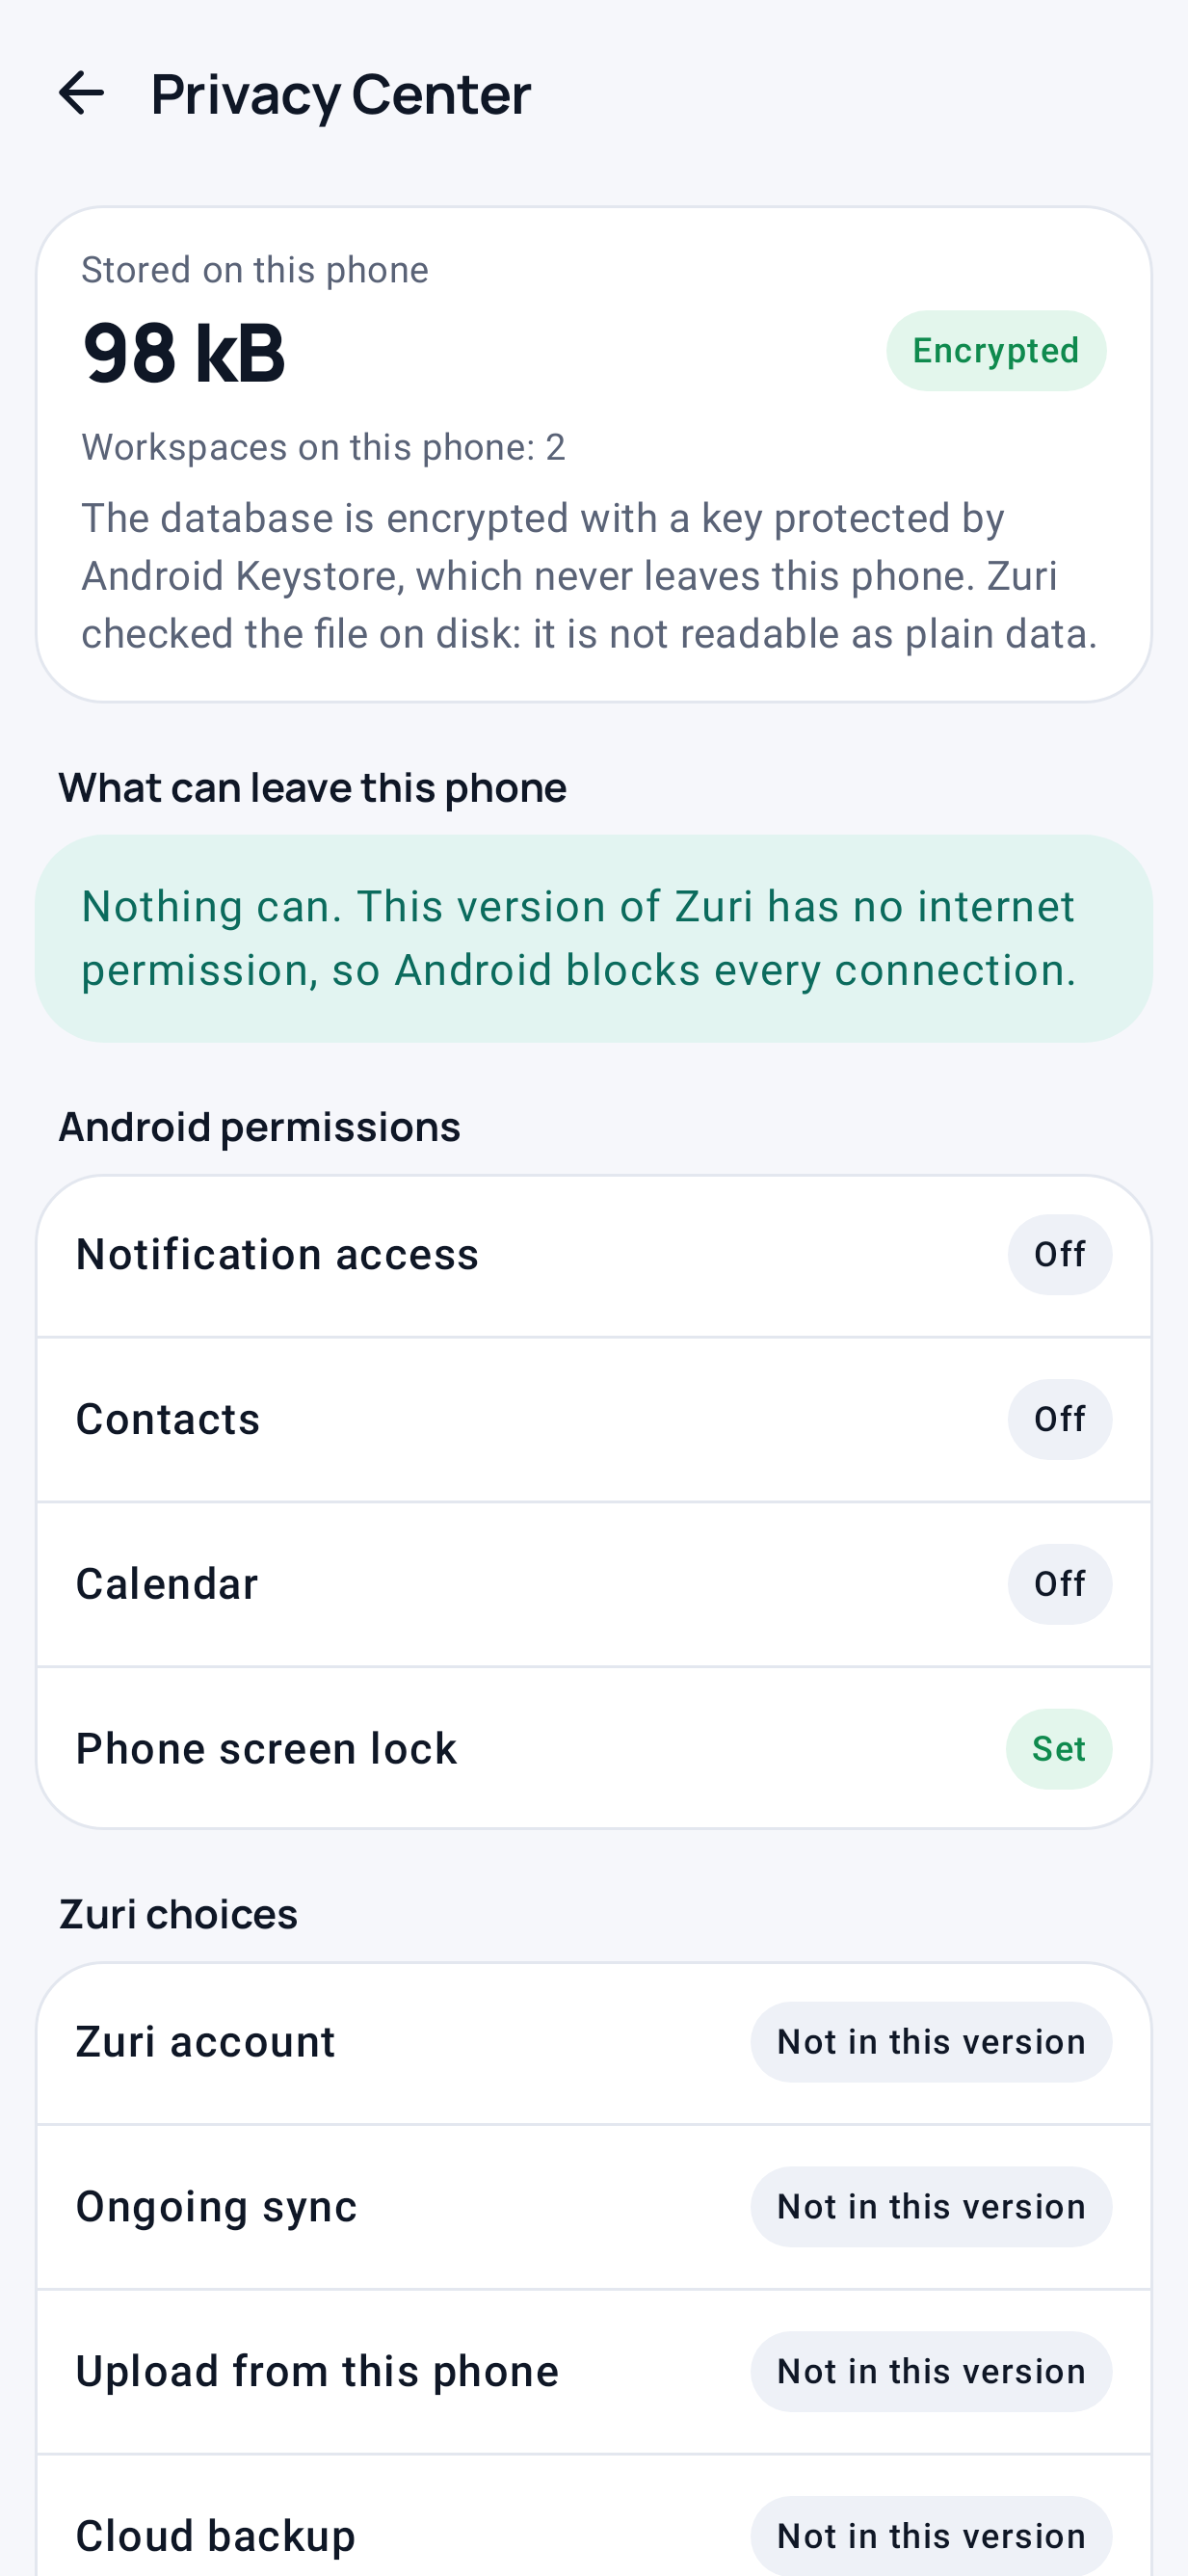 Privacy Center
Stored on this phone
98 kB
Encrypted
Workspaces on this phone: 2
The database is encrypted with a key protected by
Android Keystore, which never leaves this phone. Zuri
checked the file on disk: it is not readable as plain data.
What can leave this phone
Nothing can. This version of Zuri has no internet
permission, so Android blocks every connection.
Android permissions
Notification access
Off
Contacts
Off
Calendar
Off
Phone screen lock
Set
Zuri choices
Zuri account
Not in this version
Ongoing sync
Not in this version
Upload from this phone
Not in this version
Cloud backup
Not in this version